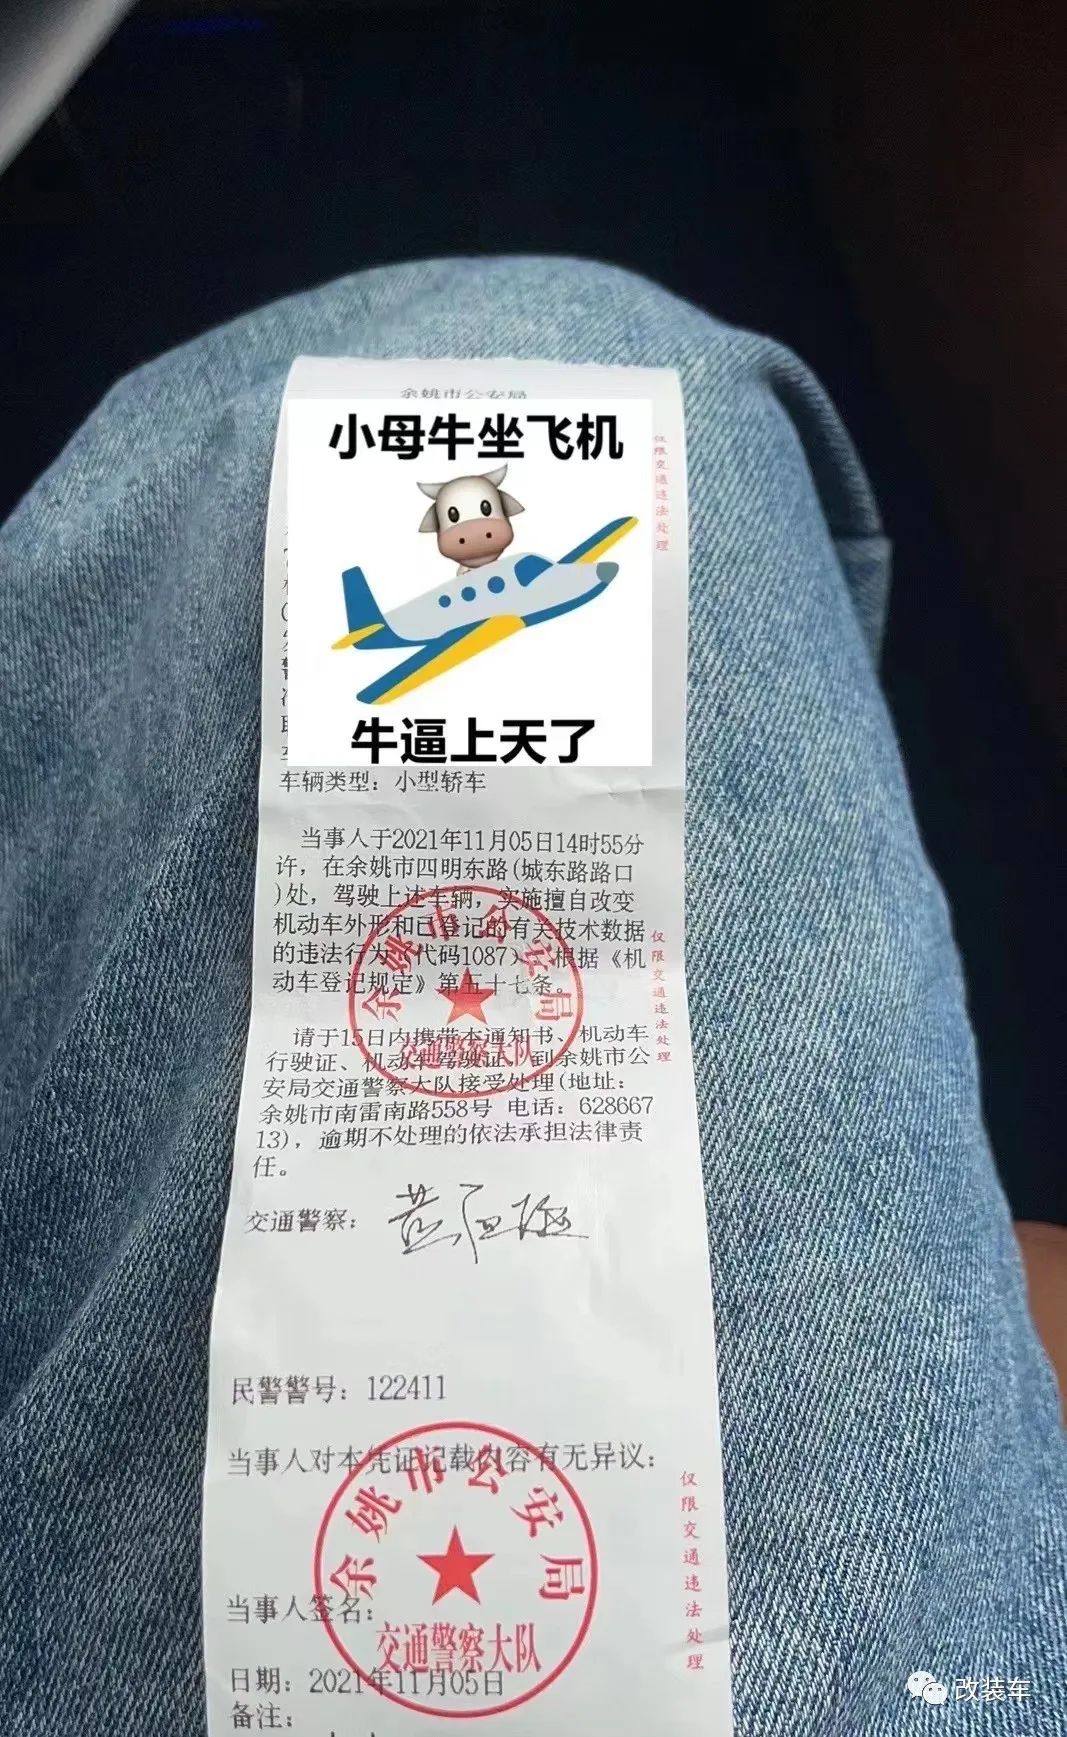 余姚市公安局
小母牛坐飞机
牛逼上天了
仅限交通违法处理
车辆类型：小型轿车
当事人于2021年11月05日14时55分
许，在余姚市四明东路(城东路路口
)处，驾驶上述车辆，实施擅自改变
机动车外形和已登记的有关技术数据
的违法行为（代码1087），根据《机
动车登记规定》第五十七条。
余姚市公安局
交通警察大队
仅限交通违法处理
请于15日内携带本通知书、机动车
行驶证、机动车驾驶证，到余姚市公
安局交通警察大队接受处理(地址：
余姚市南雷南路558号 电话：628667
13)，逾期不处理的依法承担法律责
任。
交通警察：
民警警号：122411
当事人对本凭证记载内容有无异议：
余姚市公安局
交通警察大队
仅限交通违法处理
当事人签名：
日期：2021年11月05日
备注：
改装车